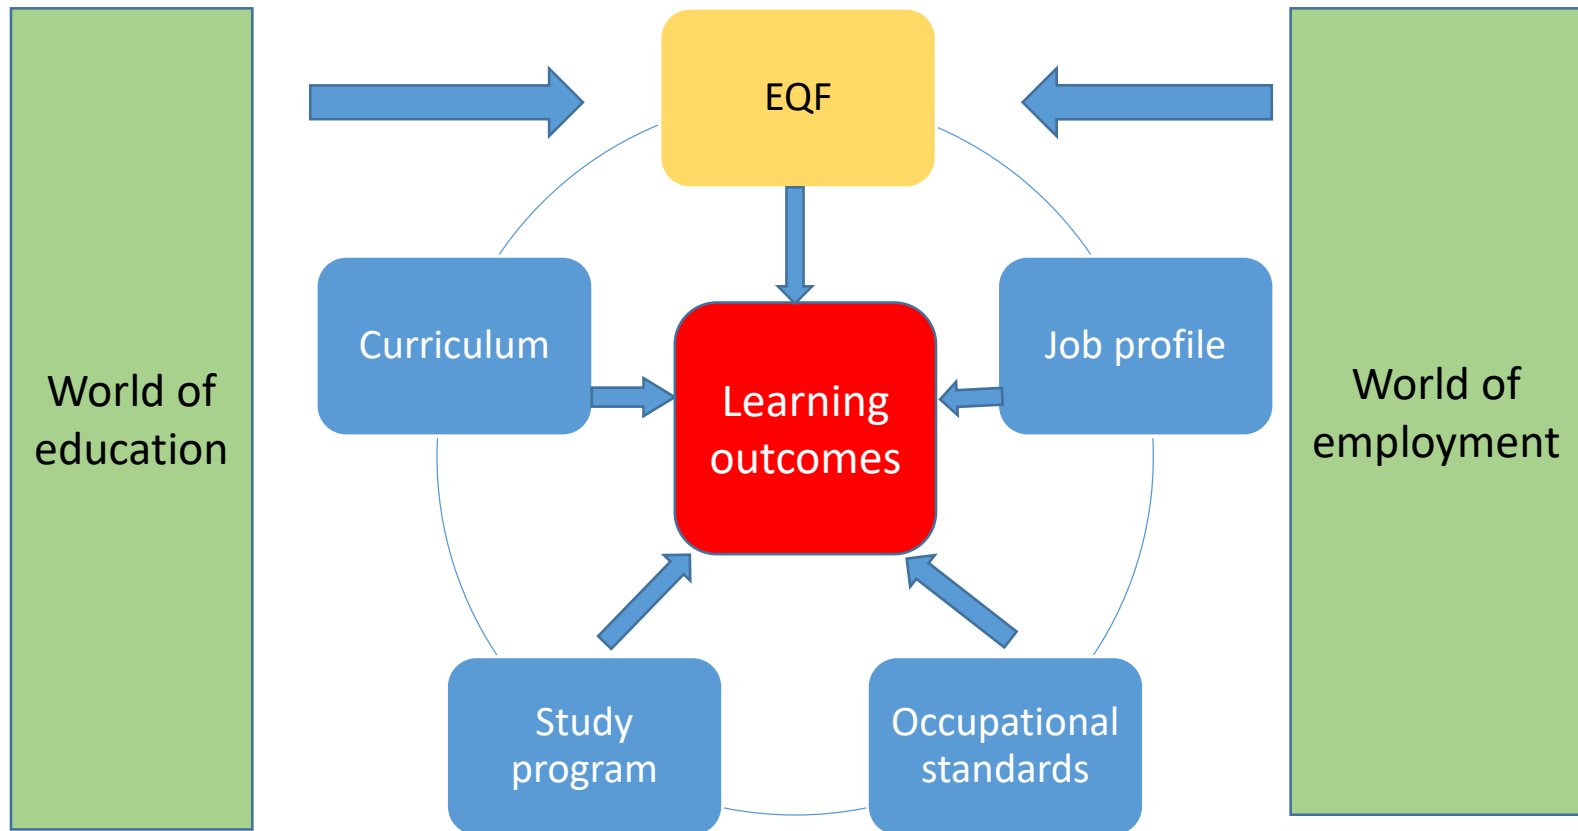 EQF
Curriculum
Job profile
World of
education
Learning
outcomes
World of
employment
Study
program
Occupational
standards